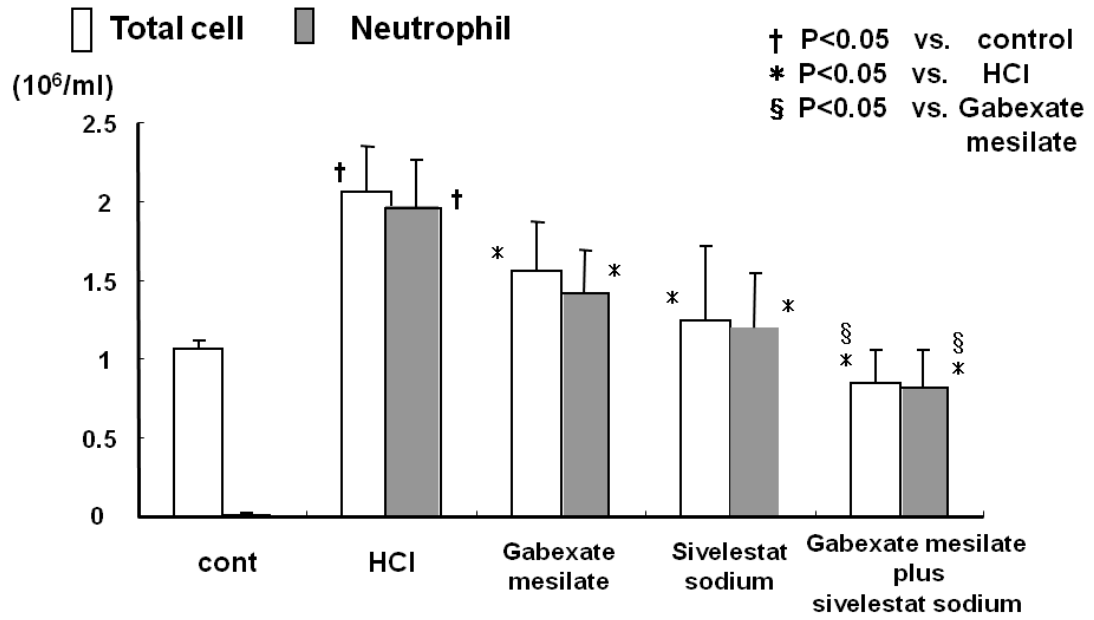 Total cell Neutrophil
† P<0.05 vs. control
* P<0.05 vs. HCl
§ P<0.05 vs. Gabexate
mesilate
(10⁶/ml)
2.5
2
1.5
1
0.5
0
† †
* *
* *
§ §
* *
cont
HCl
Gabexate
mesilate
Sivelestat
sodium
Gabexate mesilate
plus
sivelestat sodium